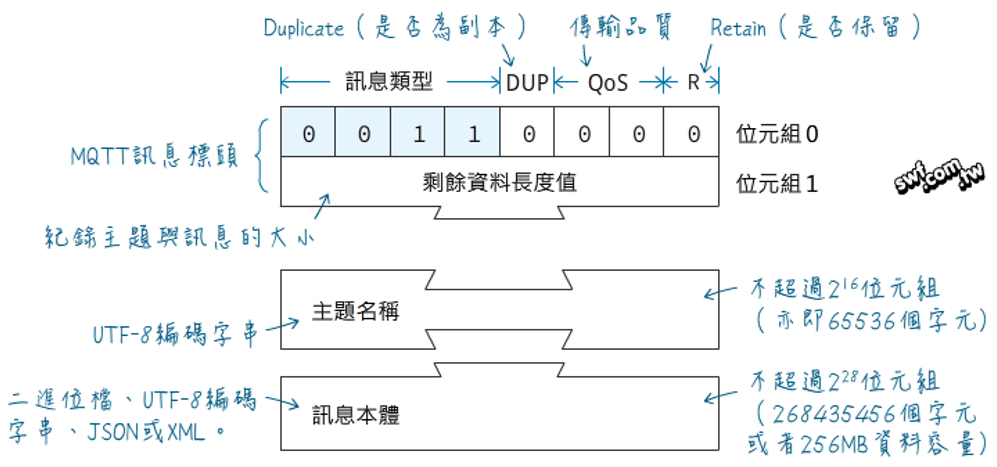 Duplicate（是否為副本） 傳輸品質 Retain（是否保留）
訊息類型 DUP QoS R
0 0 1 1 0 0 0 0 位元組0
MQTT訊息標頭
剩餘資料長度值 位元組1
swf.com.tw
紀錄主題與訊息的大小
主題名稱
不超過2¹⁶位元組
（亦即65536個字元）
UTF-8編碼字串
二進位檔、UTF-8編碼
字串、JSON或XML。
訊息本體
不超過2²⁸位元組
（268435456個字元
或者256MB資料容量）